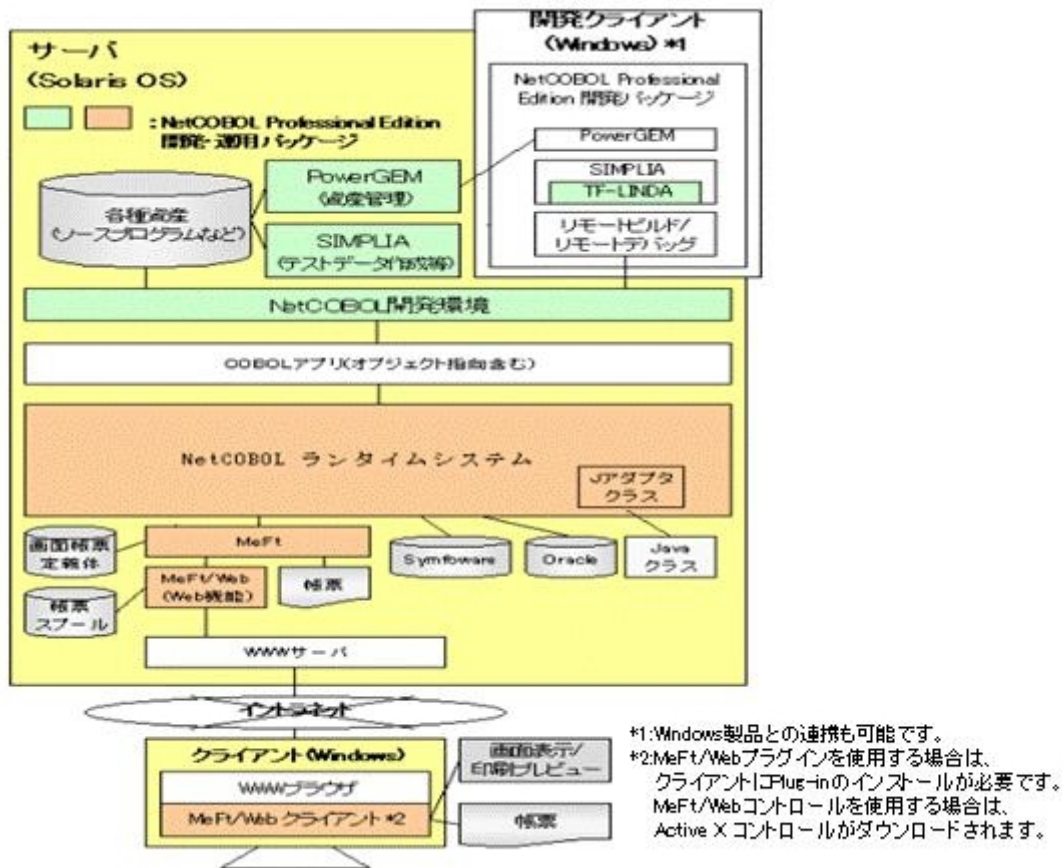 サーバ
(Solaris OS)
:NetCOBOL Professional Edition
開発・運用パッケージ
開発クライアント
(Windows) *1
NetCOBOL Professional
Edition 開発パッケージ
PowerGEM
SIMPLIA
TF-LINDA
リモートビルド/
リモートデバッグ
各種資産
(ソースプログラムなど)
PowerGEM
(資産管理)
SIMPLIA
(テストデータ作成等)
NetCOBOL開発環境
COBOLアプリ(オブジェクト指向含む)
NetCOBOL ランタイムシステム
Jアダプタ
クラス
画面帳票
定義体
MeFt
Symfoware
Oracle
Java
クラス
MeFt/Web
(Web機能)
帳票
帳票
スプール
WWWサーバ
イントラネット
クライアント(Windows)
WWWブラウザ
MeFt/Web クライアント *2
画面表示/
印刷プレビュー
帳票
*1:Windows製品との連携も可能です。
*2:MeFt/Webプラグインを使用する場合は、
クライアントにPlug-inのインストールが必要です。
MeFt/Webコントロールを使用する場合は、
Active X コントロールがダウンロードされます。